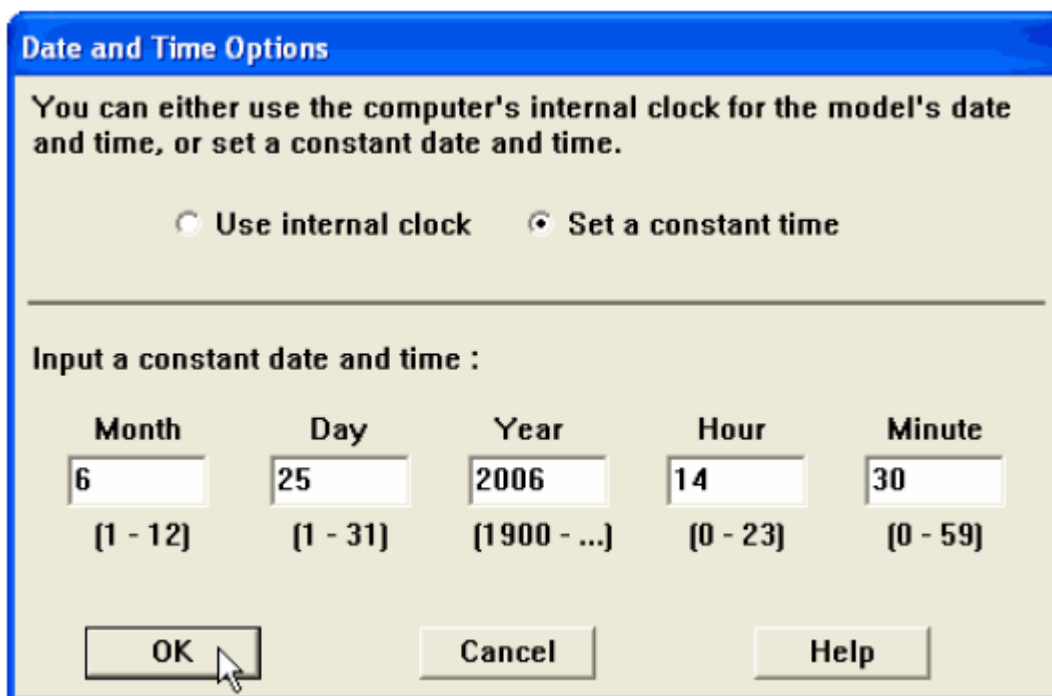 Date and Time Options
You can either use the computer's internal clock for the model's date
and time, or set a constant date and time.
Use internal clock Set a constant time
Input a constant date and time :
Month Day Year Hour Minute
6 25 2006 14 30
(1 - 12) (1 - 31) (1900 - ...) (0 - 23) (0 - 59)
OK Cancel Help